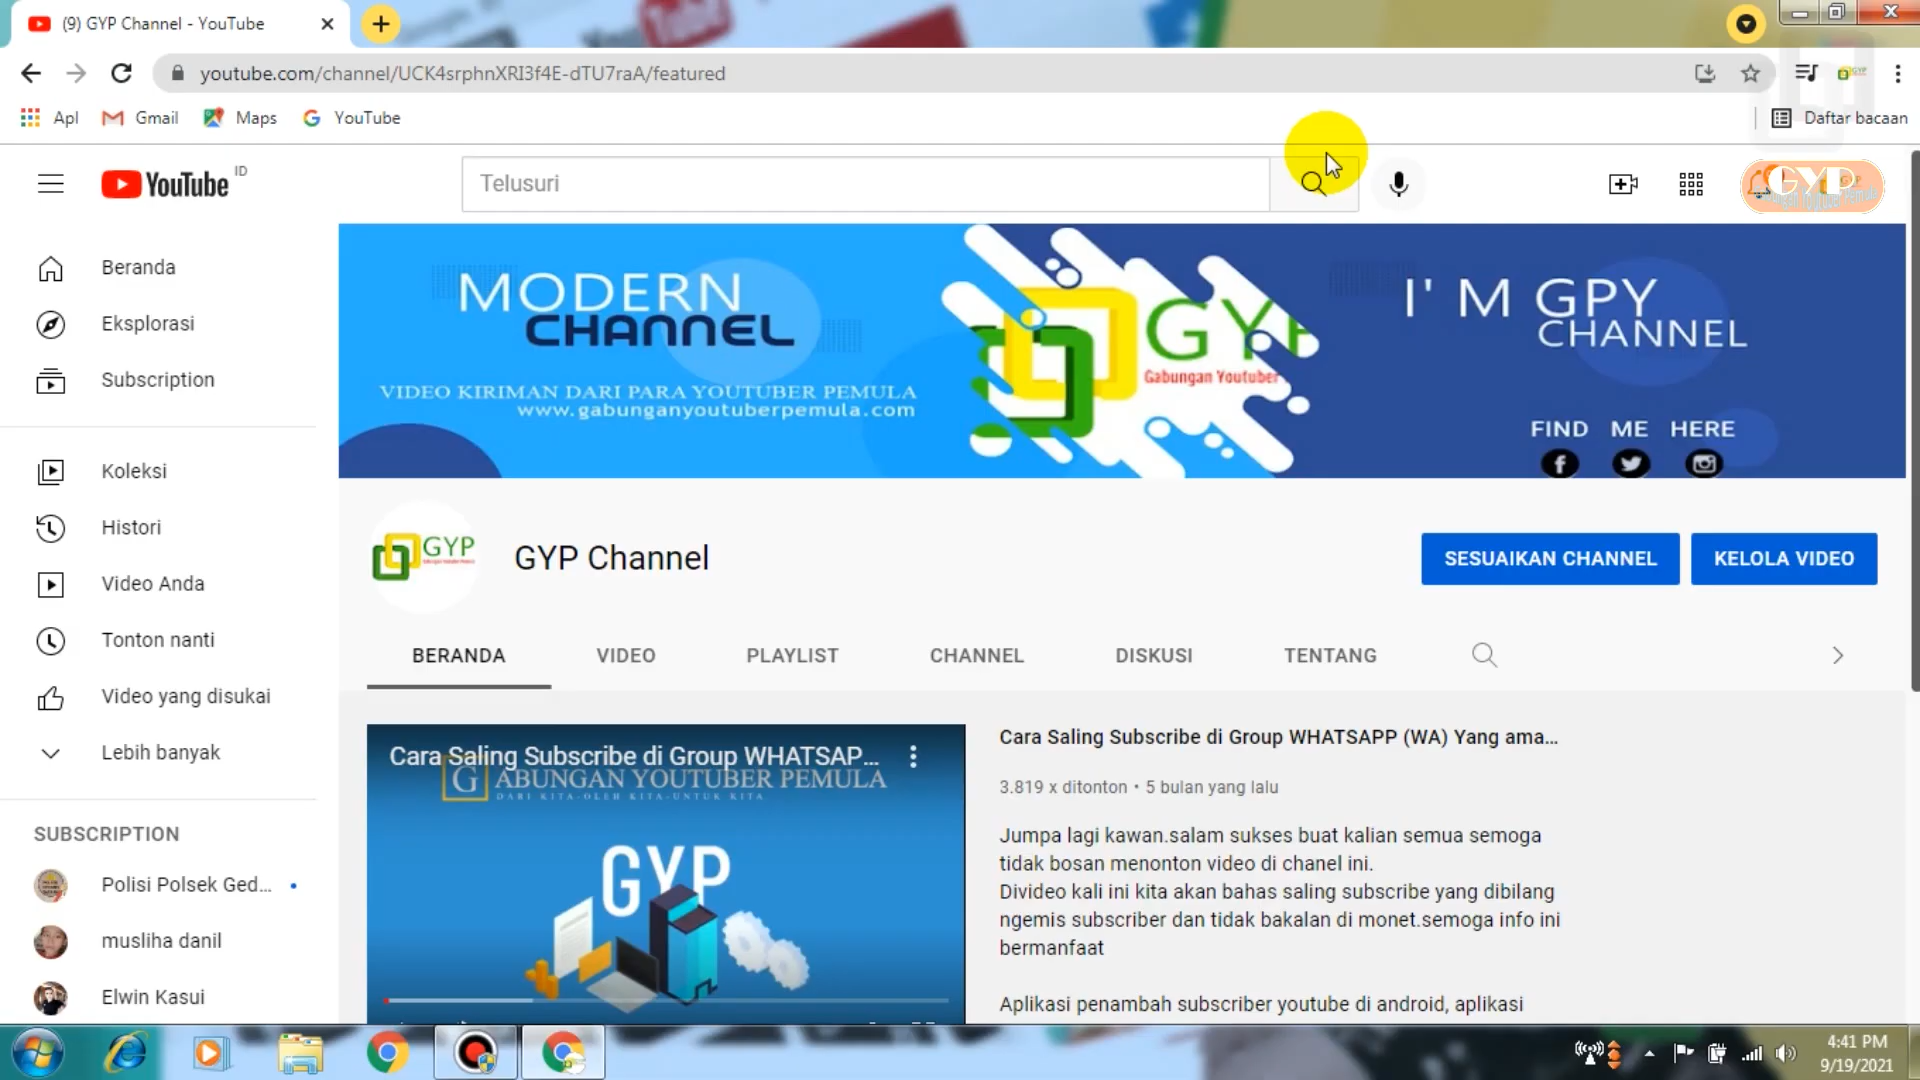 (9) GYP Channel - YouTube
youtube.com/channel/UCK4srphnXRI3f4E-dTU7raA/featured
Apl
Gmail
Maps
YouTube
Daftar bacaan
YouTube ID
Telusuri
GYP
Beranda
Eksplorasi
Subscription
Koleksi
Histori
Video Anda
Tonton nanti
Video yang disukai
Lebih banyak
SUBSCRIPTION
Polisi Polsek Ged...
musliha danil
Elwin Kasui
MODERN
CHANNEL
VIDEO KIRIMAN DARI PARA YOUTUBER PEMULA
www.gabunganyoutuberpemula.com
GYP
Gabungan Youtuber
I' M GPY
CHANNEL
FIND ME HERE
GYP
GYP Channel
SESUAIKAN CHANNEL
KELOLA VIDEO
BERANDA
VIDEO
PLAYLIST
CHANNEL
DISKUSI
TENTANG
Cara Saling Subscribe di Group WHATSAP...
GABUNGAN YOUTUBER PEMULA
DARI KITA-OLEH KITA-UNTUK KITA
GYP
Cara Saling Subscribe di Group WHATSAPP (WA) Yang ama...
3.819 x ditonton • 5 bulan yang lalu
Jumpa lagi kawan.salam sukses buat kalian semua semoga
tidak bosan menonton video di chanel ini.
Divideo kali ini kita akan bahas saling subscribe yang dibilang
ngemis subscriber dan tidak bakalan di monet.semoga info ini
bermanfaat
Aplikasi penambah subscriber youtube di android, aplikasi
4:41 PM
9/19/2021